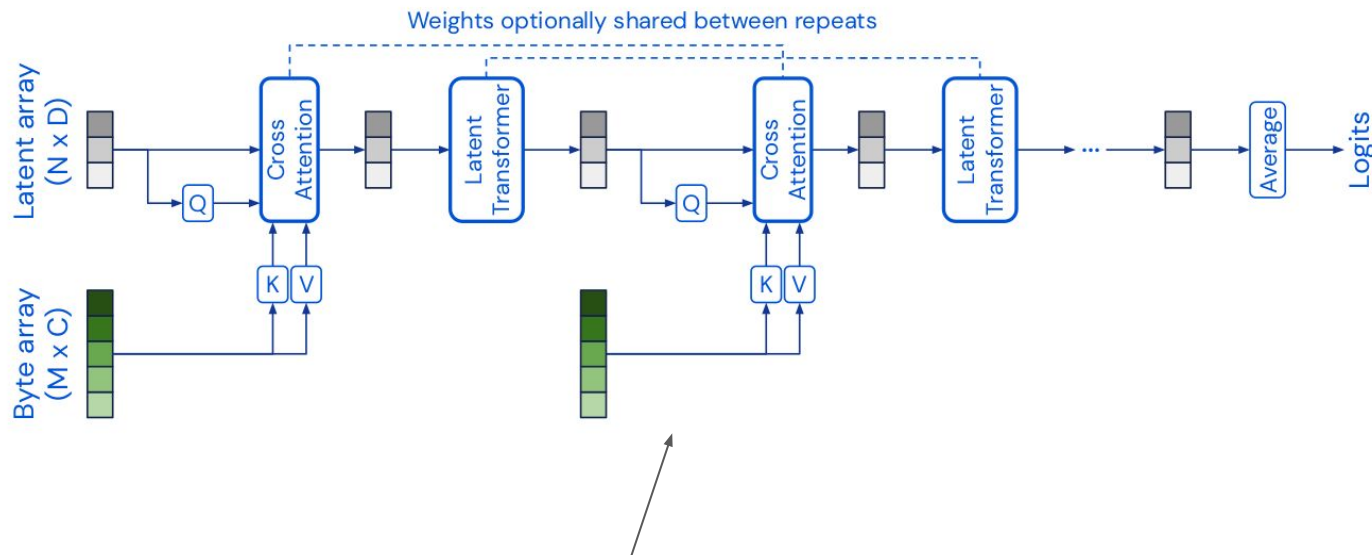 Weights optionally shared between repeats
Latent array
(N x D)
Q
Cross
Attention
Latent
Transformer
Q
Cross
Attention
Latent
Transformer
...
Average
Logits
Byte array
(M x C)
K
V
K
V